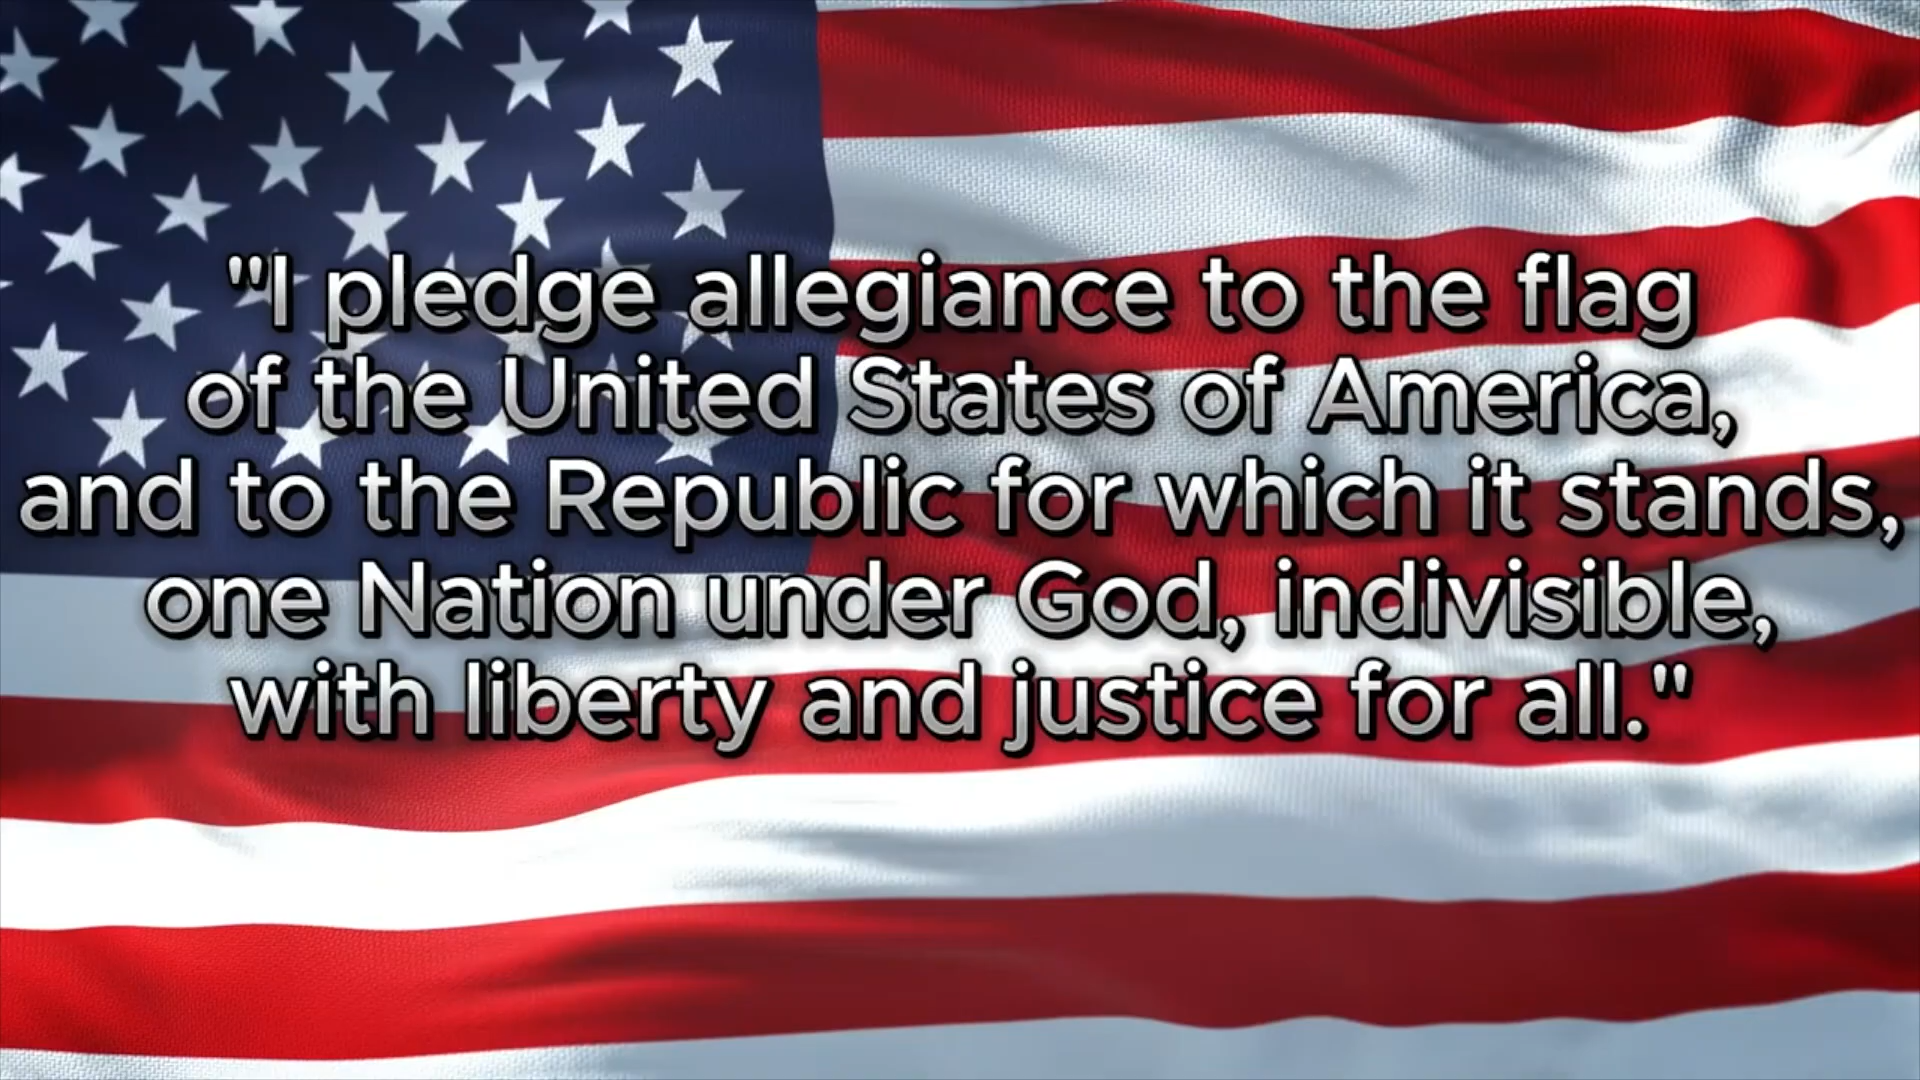 "I pledge allegiance to the flag
of the United States of America,
and to the Republic for which it stands,
one Nation under God, indivisible,
with liberty and justice for all."